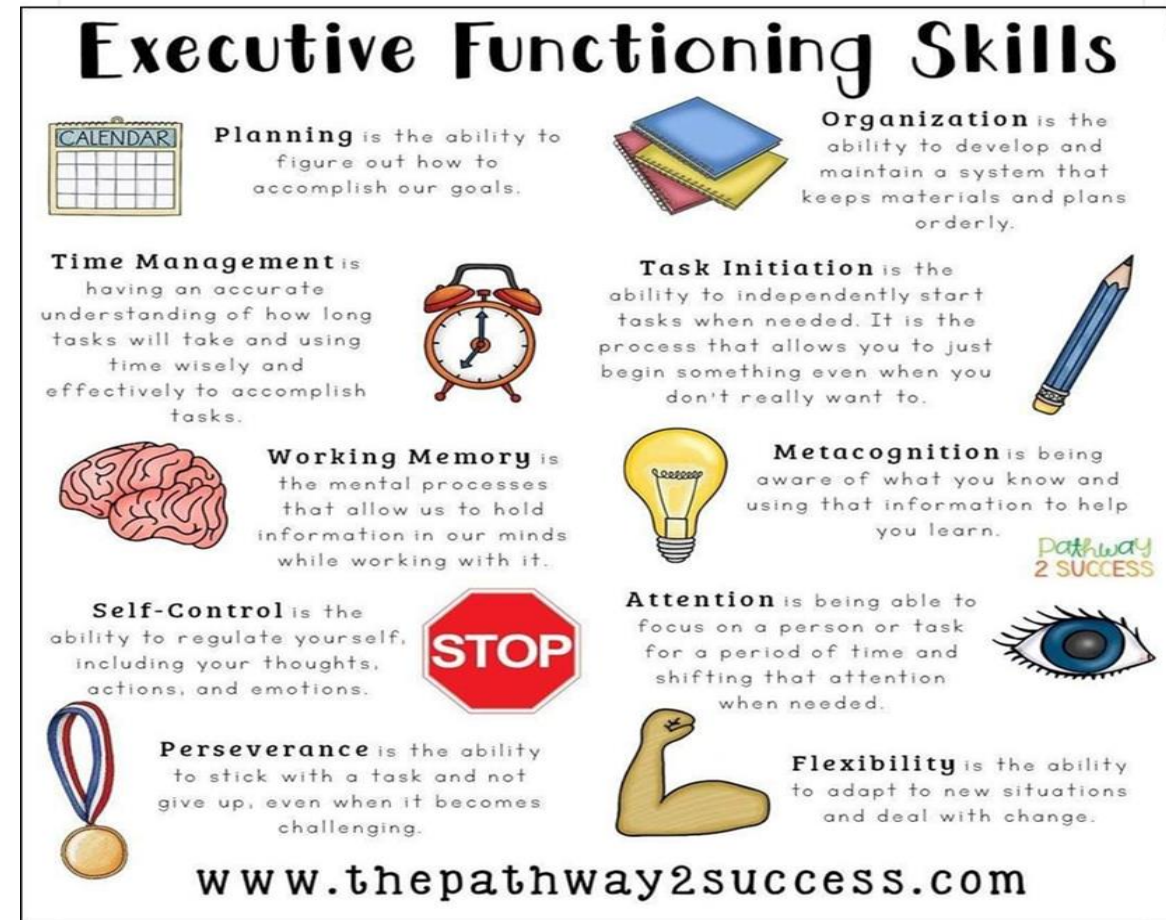 Executive Functioning Skills
CALENDAR
Planning is the ability to
figure out how to
accomplish our goals.
Organization is the
ability to develop and
maintain a system that
keeps materials and plans
orderly.
Time Management is
having an accurate
understanding of how long
tasks will take and using
time wisely and
effectively to accomplish
tasks.
Task Initiation is the
ability to independently start
tasks when needed. It is the
process that allows you to just
begin something even when you
don't really want to.
Working Memory is
the mental processes
that allow us to hold
information in our minds
while working with it.
Metacognition is being
aware of what you know and
using that information to help
you learn.
Pathway
2 SUCCESS
Self-Control is the
ability to regulate yourself,
including your thoughts,
actions, and emotions.
STOP
Attention is being able to
focus on a person or task
for a period of time and
shifting that attention
when needed.
Perseverance is the ability
to stick with a task and not
give up, even when it becomes
challenging.
Flexibility is the ability
to adapt to new situations
and deal with change.
www.thepathway2success.com